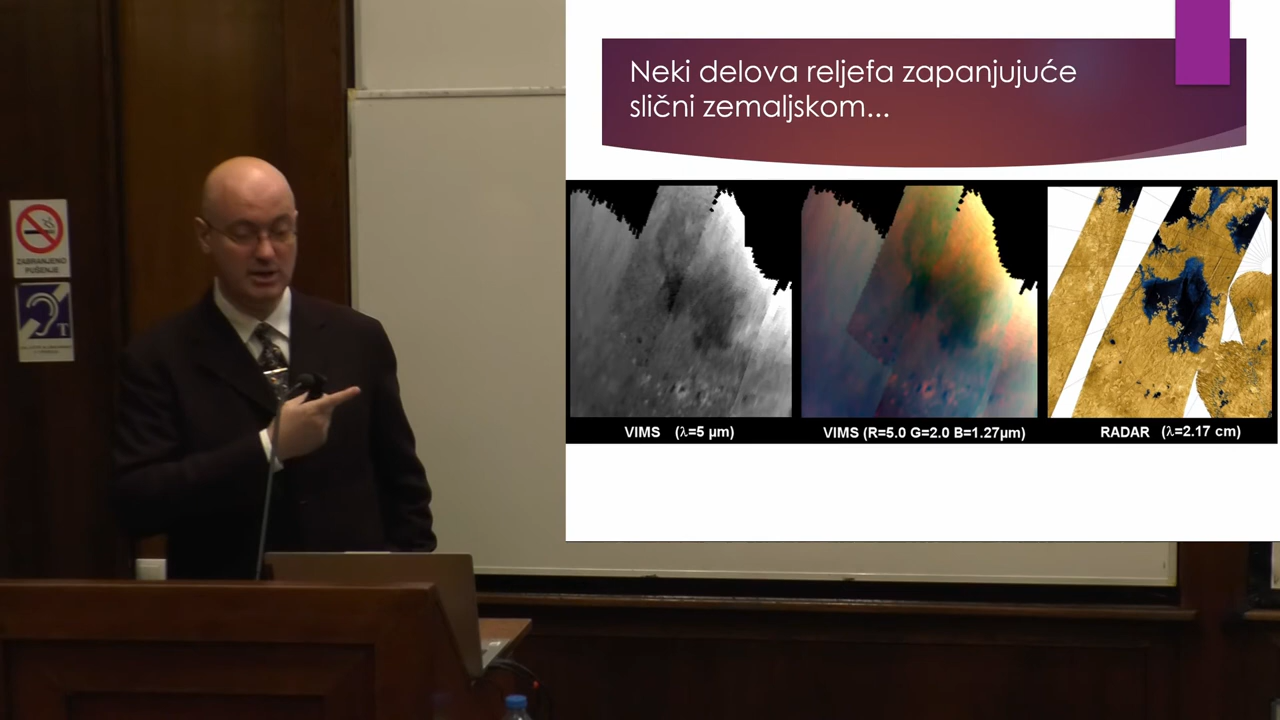 Neki delova reljefa zapanjujuće
slični zemaljskom...
VIMS (λ=5 µm)
VIMS (R=5.0 G=2.0 B=1.27µm)
RADAR (λ=2.17 cm)
ZABRANJENO
PUŠENJE
T